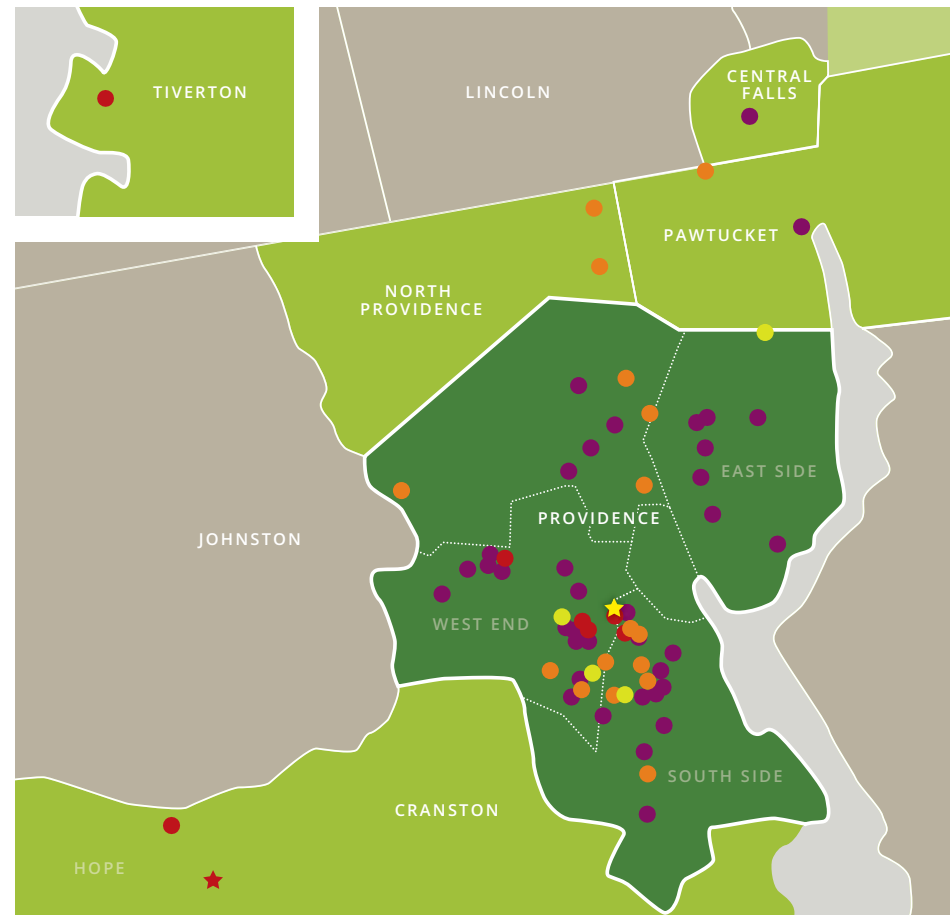 TIVERTON
LINCOLN
CENTRAL
FALLS
PAWTUCKET
NORTH
PROVIDENCE
EAST SIDE
PROVIDENCE
JOHNSTON
WEST END
SOUTH SIDE
CRANSTON
HOPE